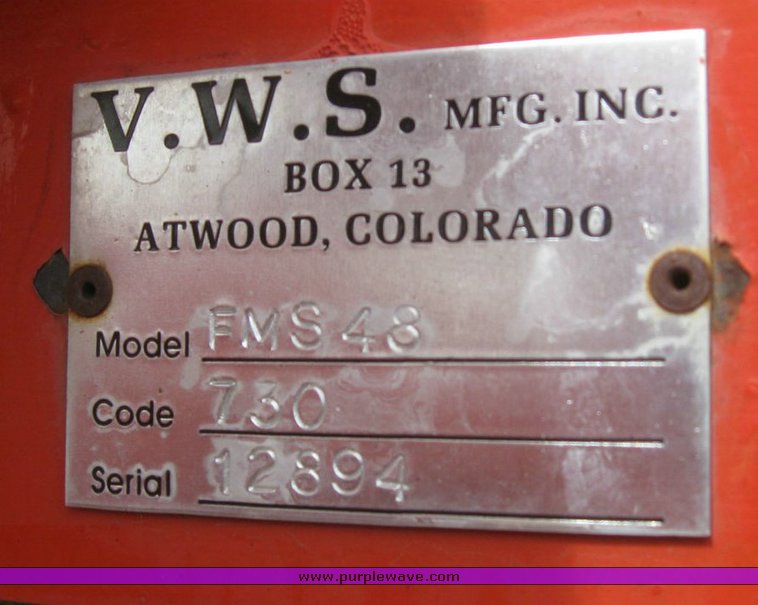 V.W.S. MFG. INC.
BOX 13
ATWOOD, COLORADO
Model FMS48
Code 730
Serial 12894
www.purplewave.com